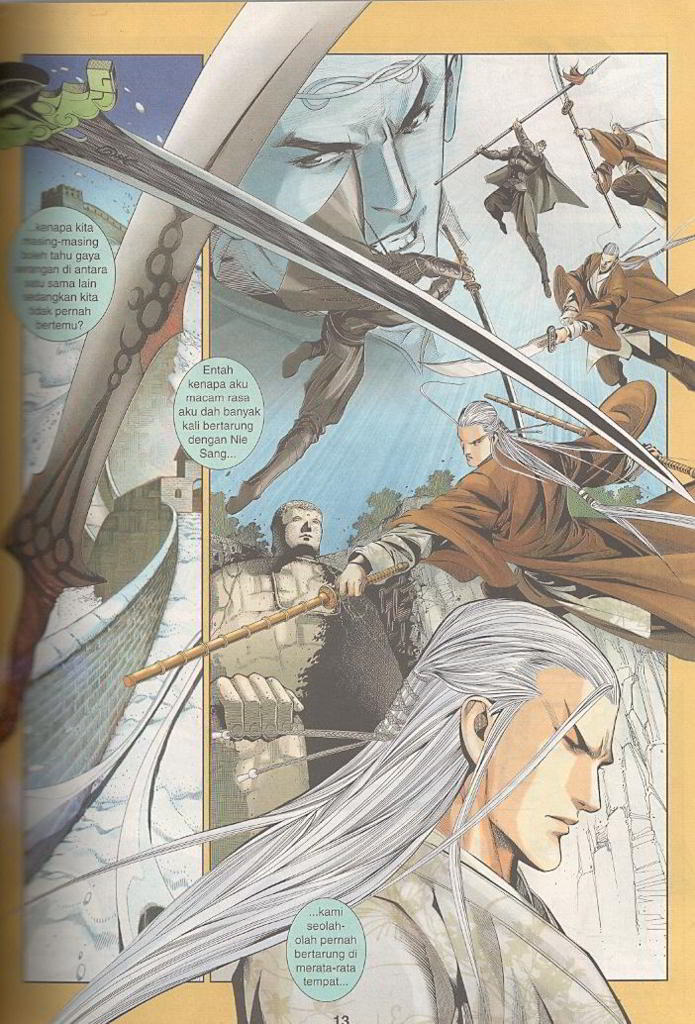 ...kenapa kita
masing-masing
boleh tahu gaya
serangan di antara
satu sama lain
sedangkan kita
tidak pernah
bertemu?
Entah
kenapa aku
macam rasa
aku dah banyak
kali bertarung
dengan Nie
Sang...
...kami
seolah-
olah pernah
bertarung di
merata-rata
tempat...
13